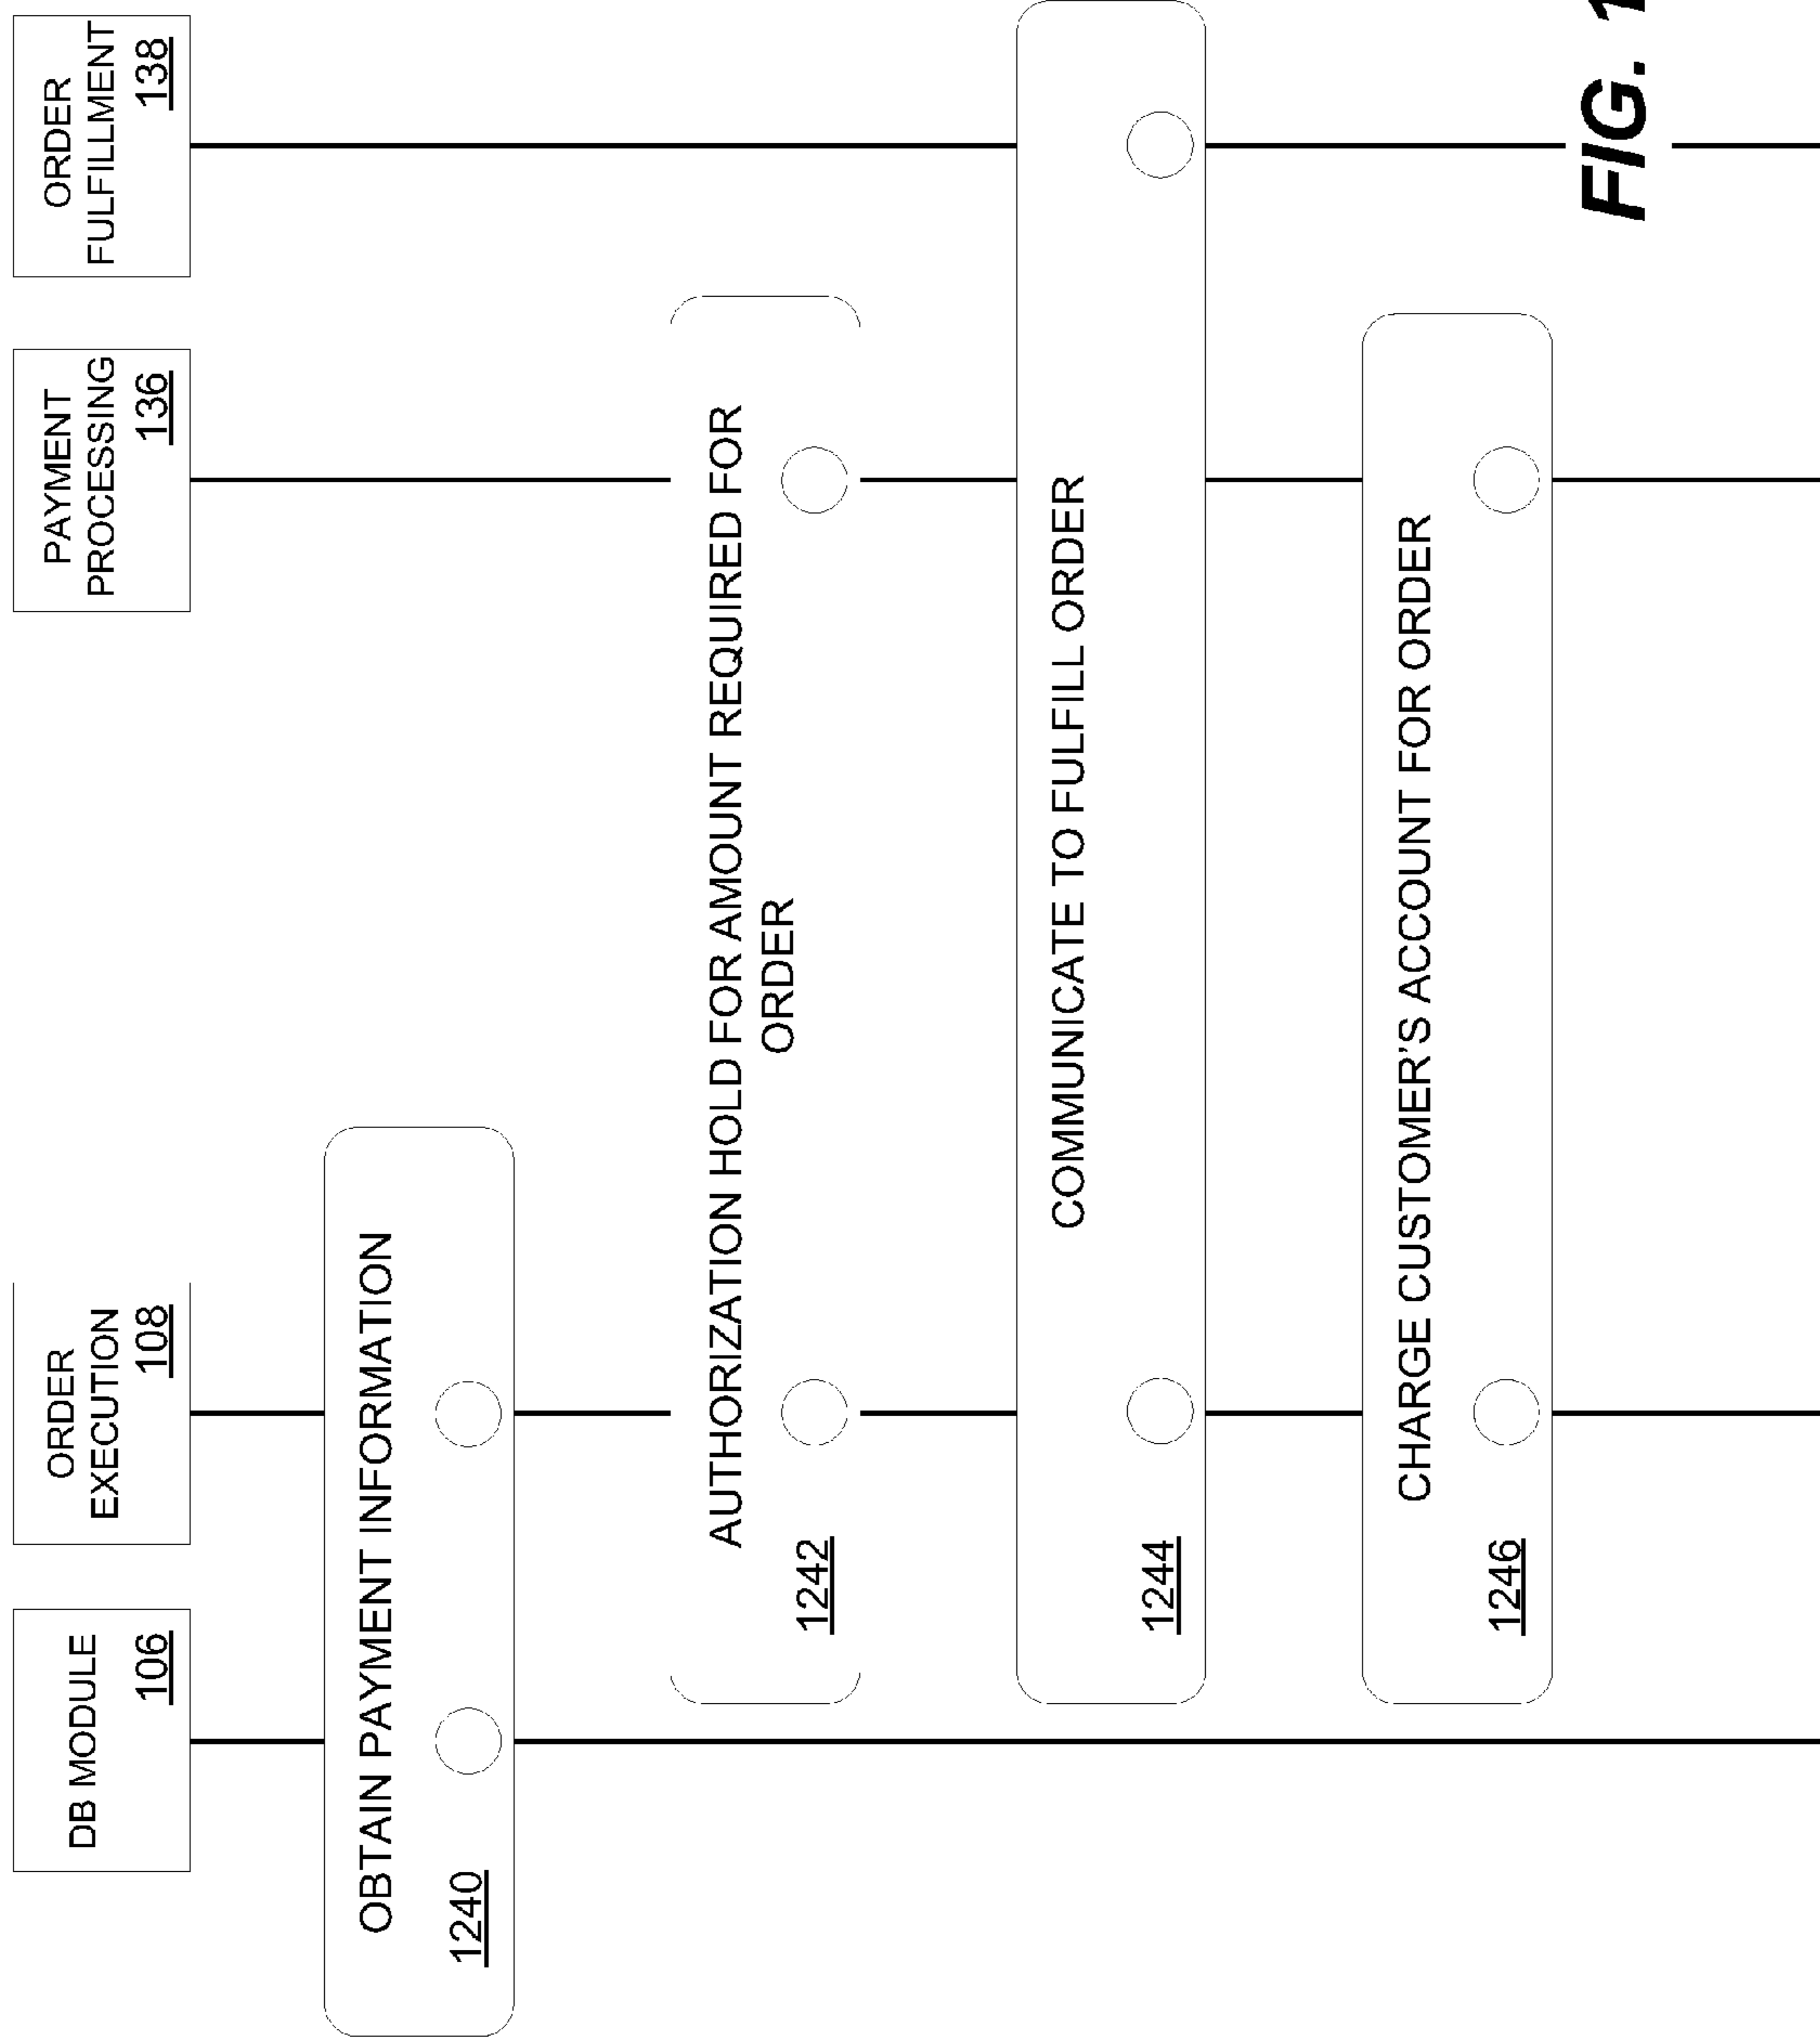 DB MODULE
106
ORDER
EXECUTION
108
PAYMENT
PROCESSING
136
ORDER
FULFILLMENT
138
OBTAIN PAYMENT INFORMATION
1240
AUTHORIZATION HOLD FOR AMOUNT REQUIRED FOR
ORDER
1242
COMMUNICATE TO FULFILL ORDER
1244
CHARGE CUSTOMER'S ACCOUNT FOR ORDER
1246
FIG.